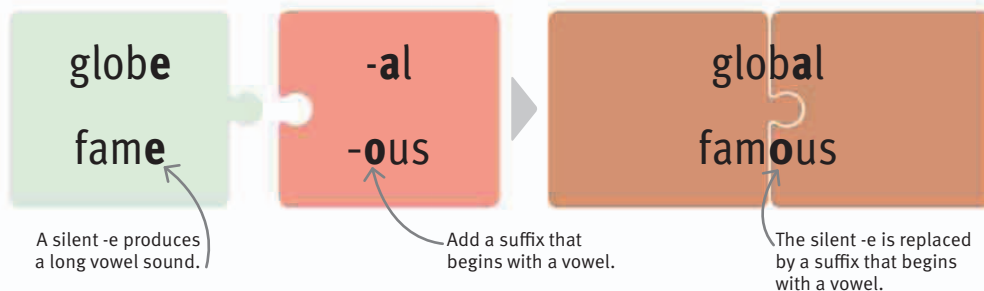 globe -al global
fame -ous famous
A silent -e produces
a long vowel sound.
Add a suffix that
begins with a vowel.
The silent -e is replaced
by a suffix that begins
with a vowel.